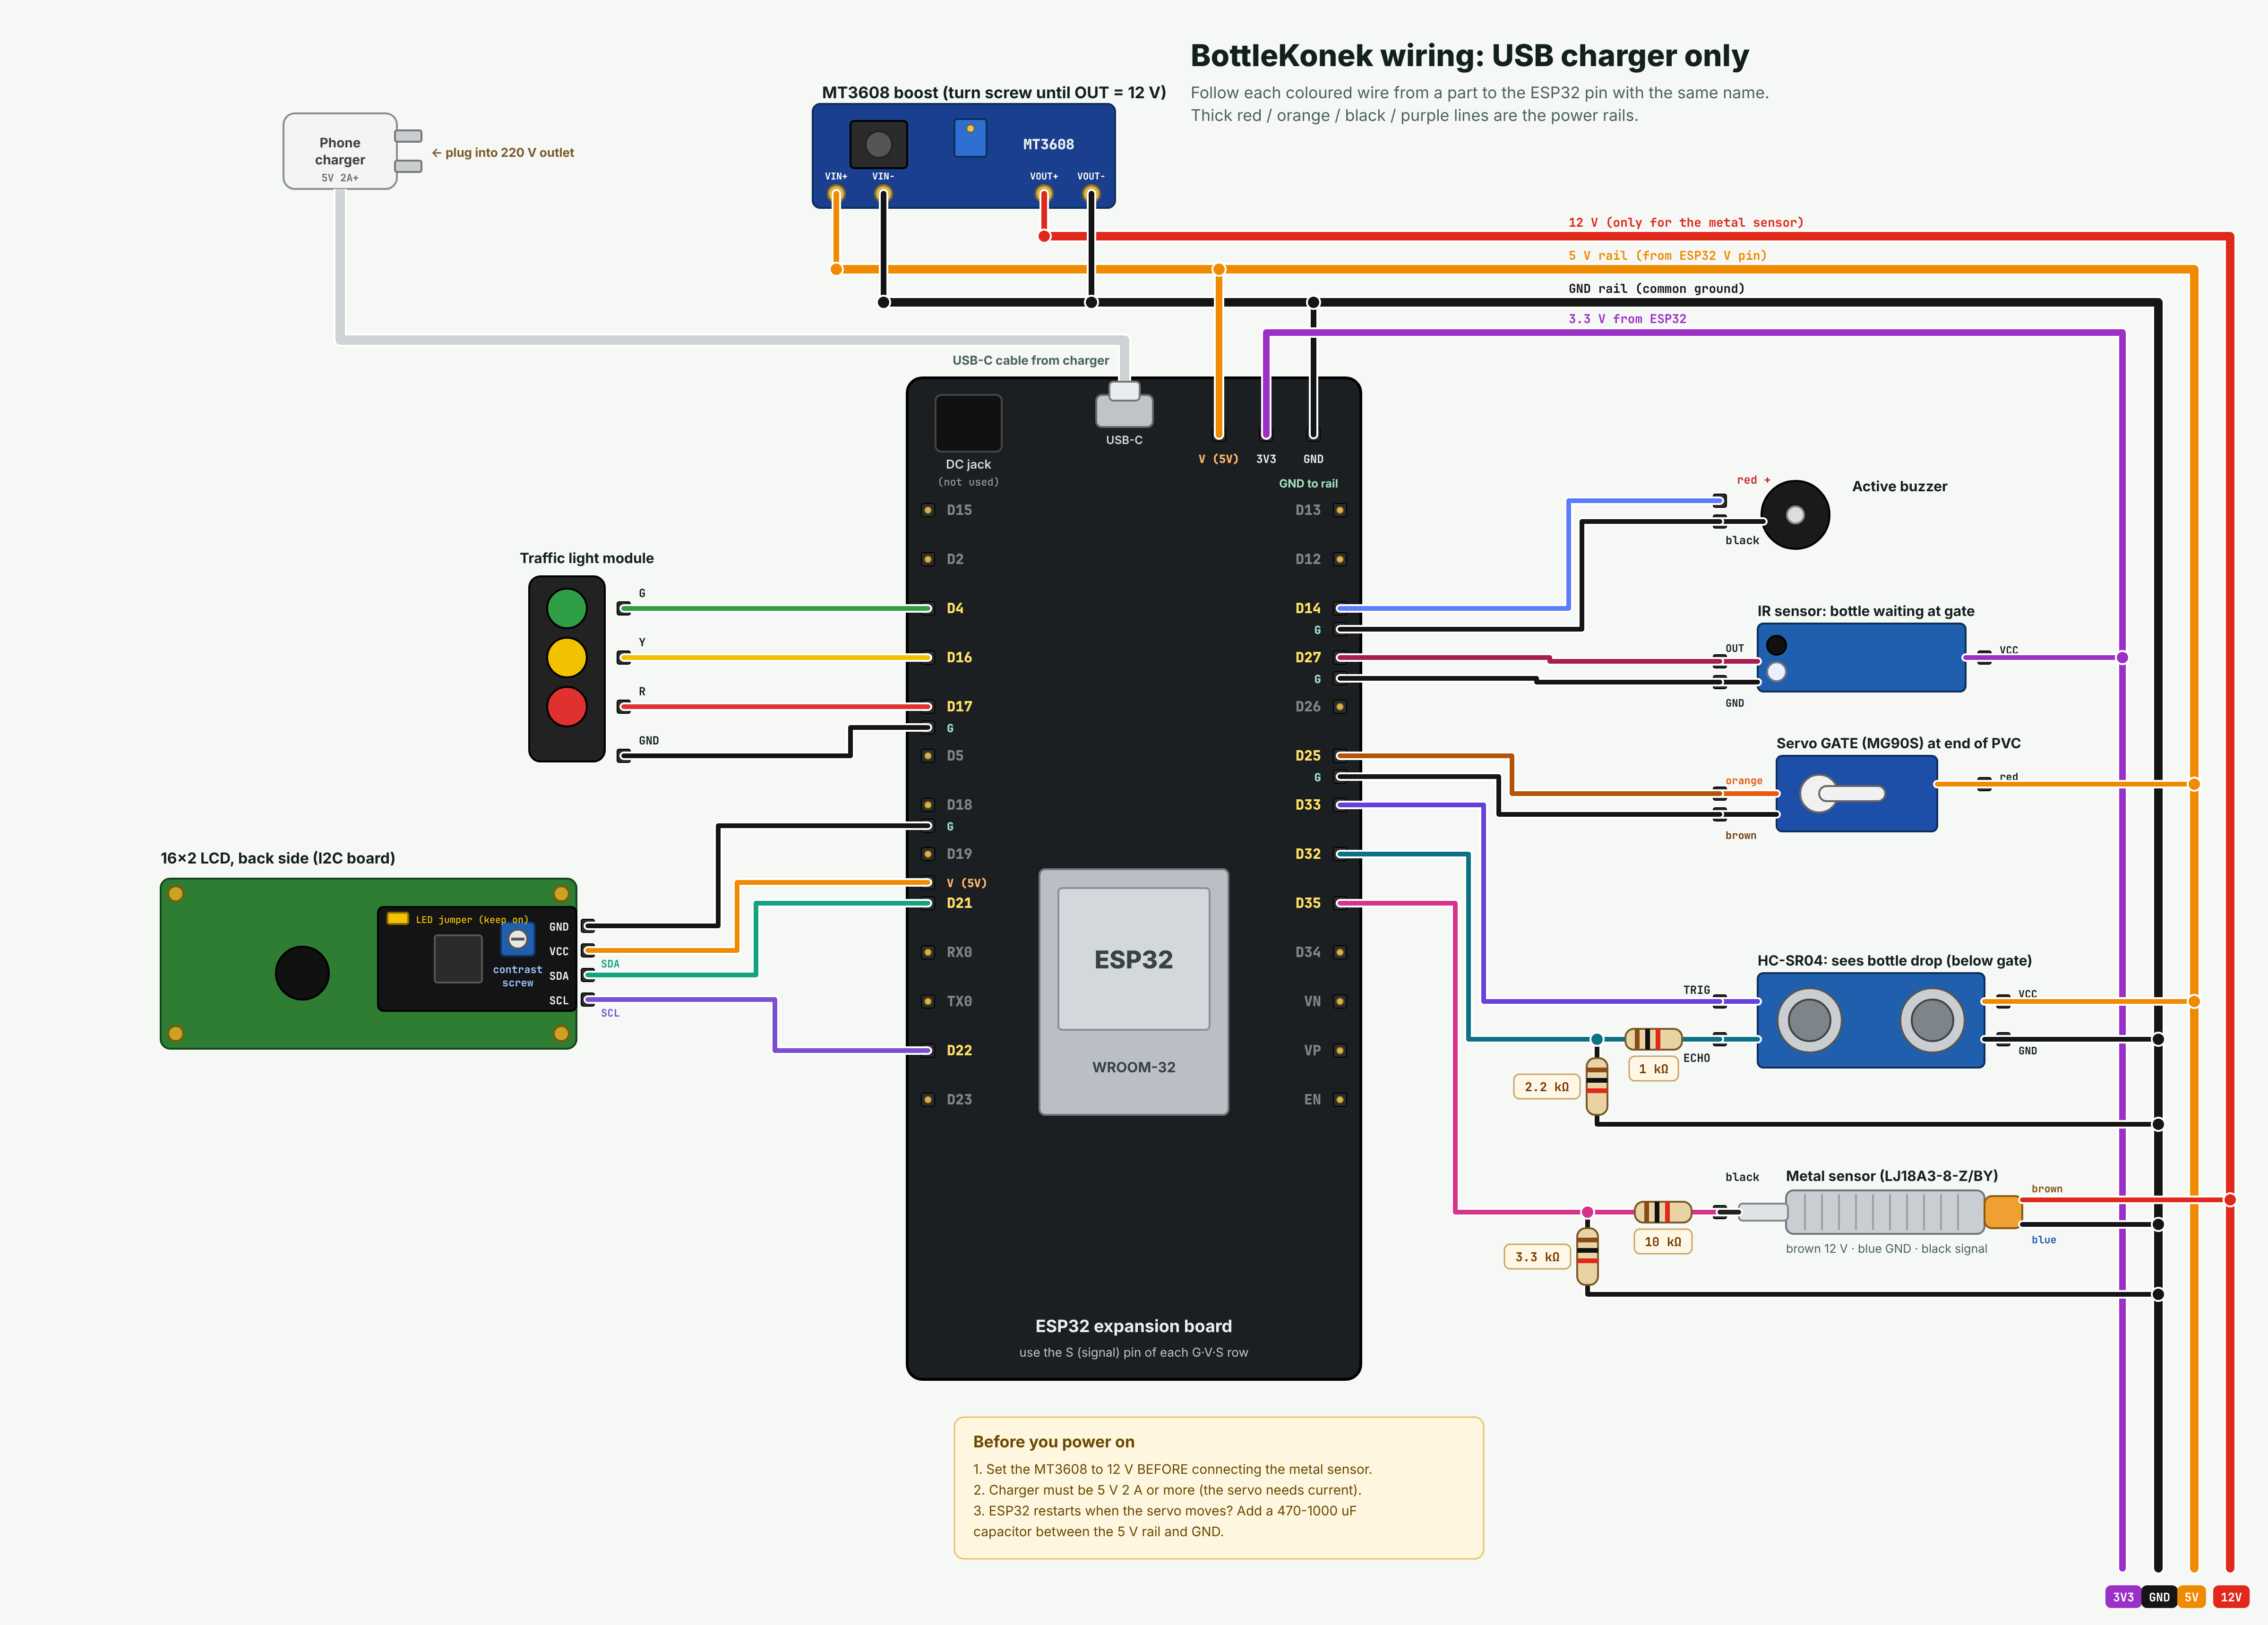 BottleKonek wiring: USB charger only
Follow each coloured wire from a part to the ESP32 pin with the same name.
Thick red / orange / black / purple lines are the power rails.
MT3608 boost (turn screw until OUT = 12 V)
MT3608
VIN+
VIN-
VOUT+
VOUT-
Phone
charger
5V 2A+
← plug into 220 V outlet
12 V (only for the metal sensor)
5 V rail (from ESP32 V pin)
GND rail (common ground)
3.3 V from ESP32
USB-C cable from charger
USB-C
DC jack
(not used)
V (5V)
3V3
GND
GND to rail
D15
D2
D4
D16
D17
G
D5
D18
G
D19
V (5V)
D21
RX0
TX0
D22
D23
D13
D12
D14
G
D27
G
D26
D25
G
D33
D32
D35
D34
VN
VP
EN
ESP32
WROOM-32
ESP32 expansion board
use the S (signal) pin of each G·V·S row
Traffic light module
G
Y
R
GND
16×2 LCD, back side (I2C board)
LED jumper (keep on)
contrast
screw
GND
VCC
SDA
SCL
SDA
SCL
red +
black
Active buzzer
IR sensor: bottle waiting at gate
OUT
GND
VCC
Servo GATE (MG90S) at end of PVC
orange
brown
red
HC-SR04: sees bottle drop (below gate)
TRIG
ECHO
VCC
GND
1 kΩ
2.2 kΩ
Metal sensor (LJ18A3-8-Z/BY)
black
brown
blue
brown 12 V · blue GND · black signal
10 kΩ
3.3 kΩ
Before you power on
1. Set the MT3608 to 12 V BEFORE connecting the metal sensor.
2. Charger must be 5 V 2 A or more (the servo needs current).
3. ESP32 restarts when the servo moves? Add a 470-1000 uF
capacitor between the 5 V rail and GND.
3V3
GND
5V
12V